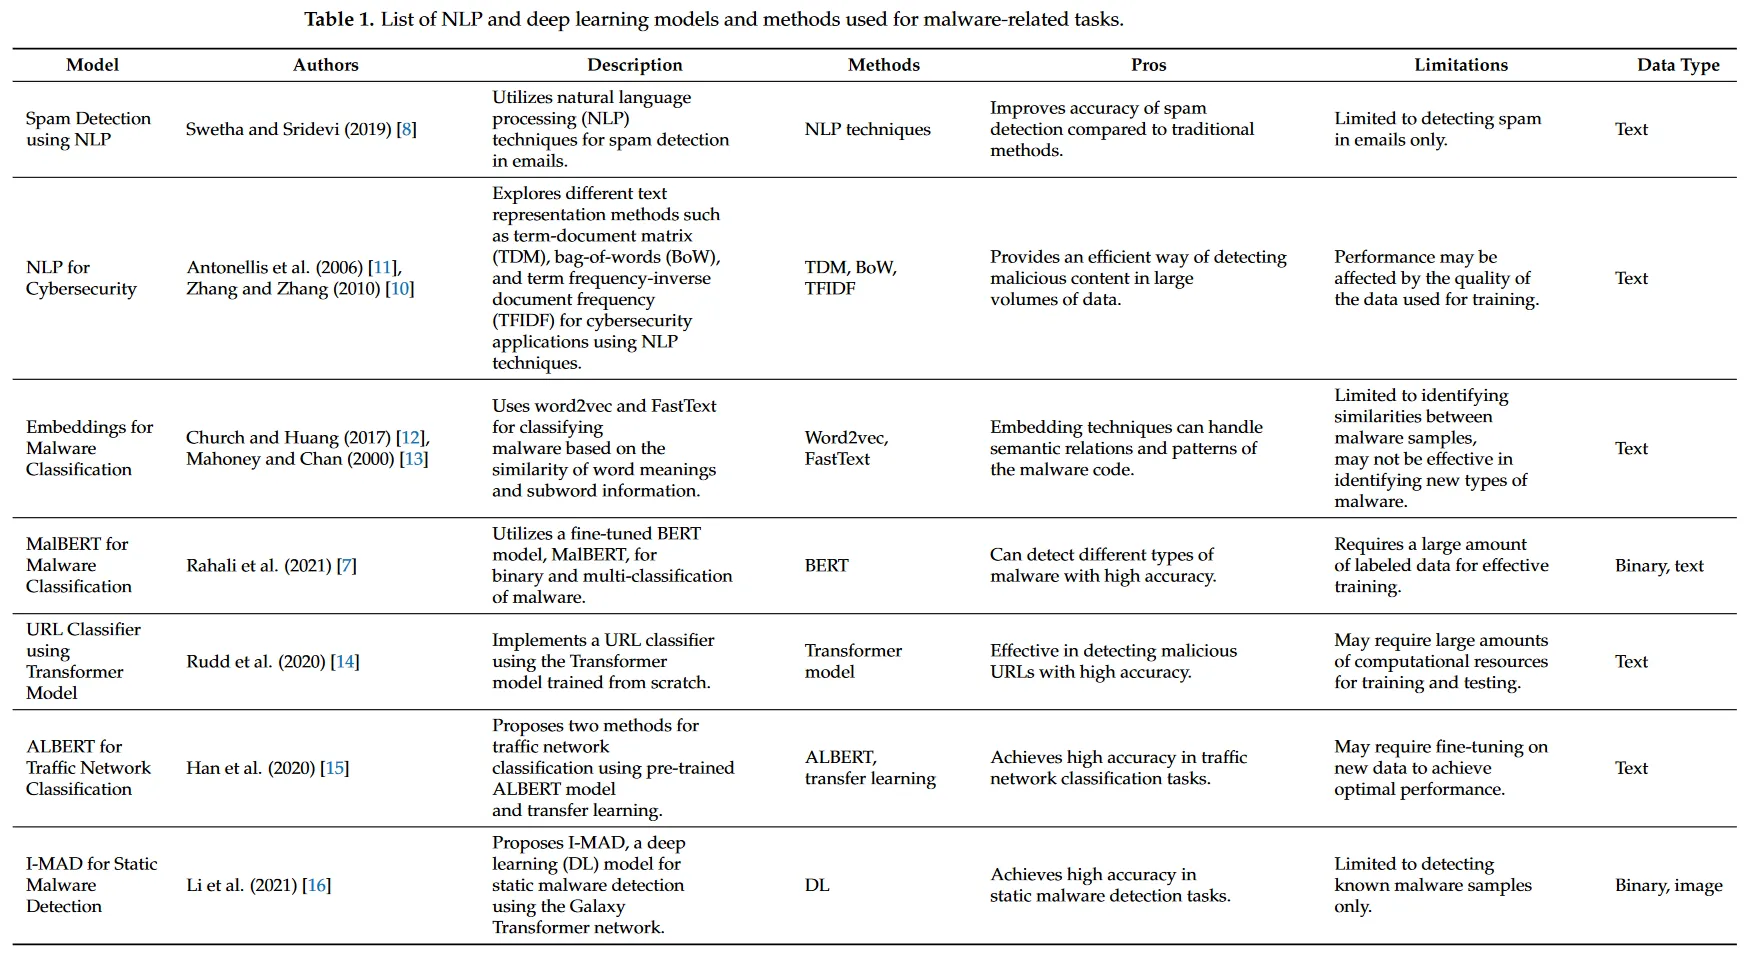 Table 1. List of NLP and deep learning models and methods used for malware-related tasks.
Model Authors Description Methods Pros Limitations Data Type
Spam Detection
using NLP
Swetha and Sridevi (2019) [8]
Utilizes natural language
processing (NLP)
techniques for spam detection
in emails.
NLP techniques
Improves accuracy of spam
detection compared to traditional
methods.
Limited to detecting spam
in emails only.
Text
NLP for
Cybersecurity
Antonellis et al. (2006) [11],
Zhang and Zhang (2010) [10]
Explores different text
representation methods such
as term-document matrix
(TDM), bag-of-words (BoW),
and term frequency-inverse
document frequency
(TFIDF) for cybersecurity
applications using NLP
techniques.
TDM, BoW,
TFIDF
Provides an efficient way of detecting
malicious content in large
volumes of data.
Performance may be
affected by the quality of
the data used for training.
Text
Embeddings for
Malware
Classification
Church and Huang (2017) [12],
Mahoney and Chan (2000) [13]
Uses word2vec and FastText
for classifying
malware based on the
similarity of word meanings
and subword information.
Word2vec,
FastText
Embedding techniques can handle
semantic relations and patterns of
the malware code.
Limited to identifying
similarities between
malware samples,
may not be effective in
identifying new types of
malware.
Text
MalBERT for
Malware
Classification
Rahali et al. (2021) [7]
Utilizes a fine-tuned BERT
model, MalBERT, for
binary and multi-classification
of malware.
BERT
Can detect different types of
malware with high accuracy.
Requires a large amount
of labeled data for effective
training.
Binary, text
URL Classifier
using
Transformer
Model
Rudd et al. (2020) [14]
Implements a URL classifier
using the Transformer
model trained from scratch.
Transformer
model
Effective in detecting malicious
URLs with high accuracy.
May require large amounts
of computational resources
for training and testing.
Text
ALBERT for
Traffic Network
Classification
Han et al. (2020) [15]
Proposes two methods for
traffic network
classification using pre-trained
ALBERT model
and transfer learning.
ALBERT,
transfer learning
Achieves high accuracy in traffic
network classification tasks.
May require fine-tuning on
new data to achieve
optimal performance.
Text
I-MAD for Static
Malware
Detection
Li et al. (2021) [16]
Proposes I-MAD, a deep
learning (DL) model for
static malware detection
using the Galaxy
Transformer network.
DL
Achieves high accuracy in
static malware detection tasks.
Limited to detecting
known malware samples
only.
Binary, image